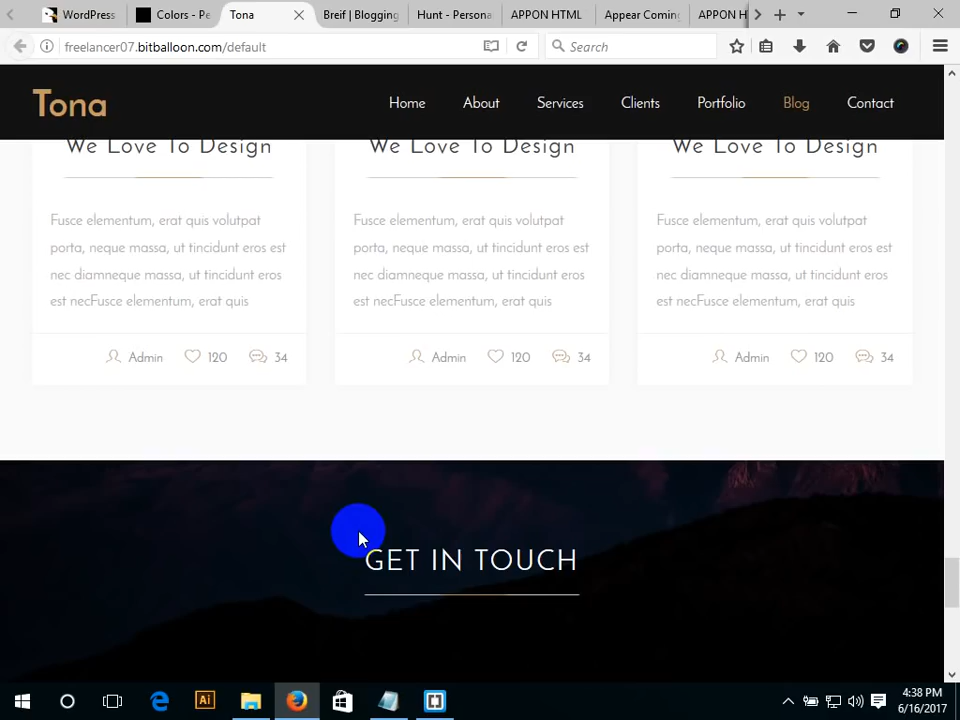 WordPress
Colors - Pe
Tona
Breif | Blogging
Hunt - Persona
APPON HTML
Appear Coming
APPON H
freelancer07.bitballoon.com/default
Search
Tona
Home
About
Services
Clients
Portfolio
Blog
Contact
We Love To Design
We Love To Design
We Love To Design
Fusce elementum, erat quis volutpat
porta, neque massa, ut tincidunt eros est
nec diamneque massa, ut tincidunt eros
est necFusce elementum, erat quis
Fusce elementum, erat quis volutpat
porta, neque massa, ut tincidunt eros est
nec diamneque massa, ut tincidunt eros
est necFusce elementum, erat quis
Fusce elementum, erat quis volutpat
porta, neque massa, ut tincidunt eros est
nec diamneque massa, ut tincidunt eros
est necFusce elementum, erat quis
Admin 120 34
Admin 120 34
Admin 120 34
GET IN TOUCH
Ai
4:38 PM
6/16/2017